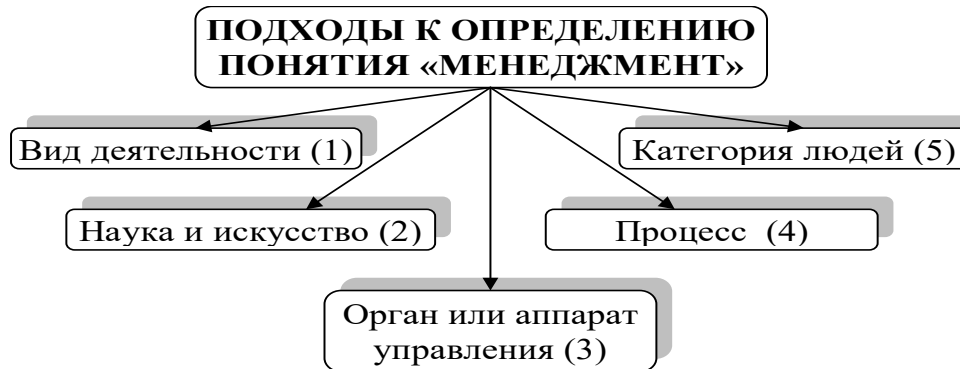 ПОДХОДЫ К ОПРЕДЕЛЕНИЮ
ПОНЯТИЯ «МЕНЕДЖМЕНТ»
Вид деятельности (1)
Категория людей (5)
Наука и искусство (2)
Процесс (4)
Орган или аппарат
управления (3)